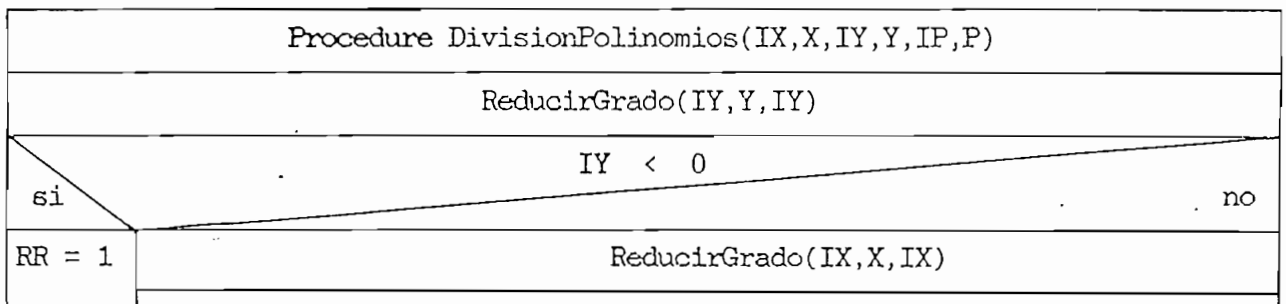 Procedure DivisionPolinomios(IX,X,IY,Y,IP,P)
ReducirGrado(IY,Y,IY)
IY < 0
si
no
RR = 1
ReducirGrado(IX,X,IX)